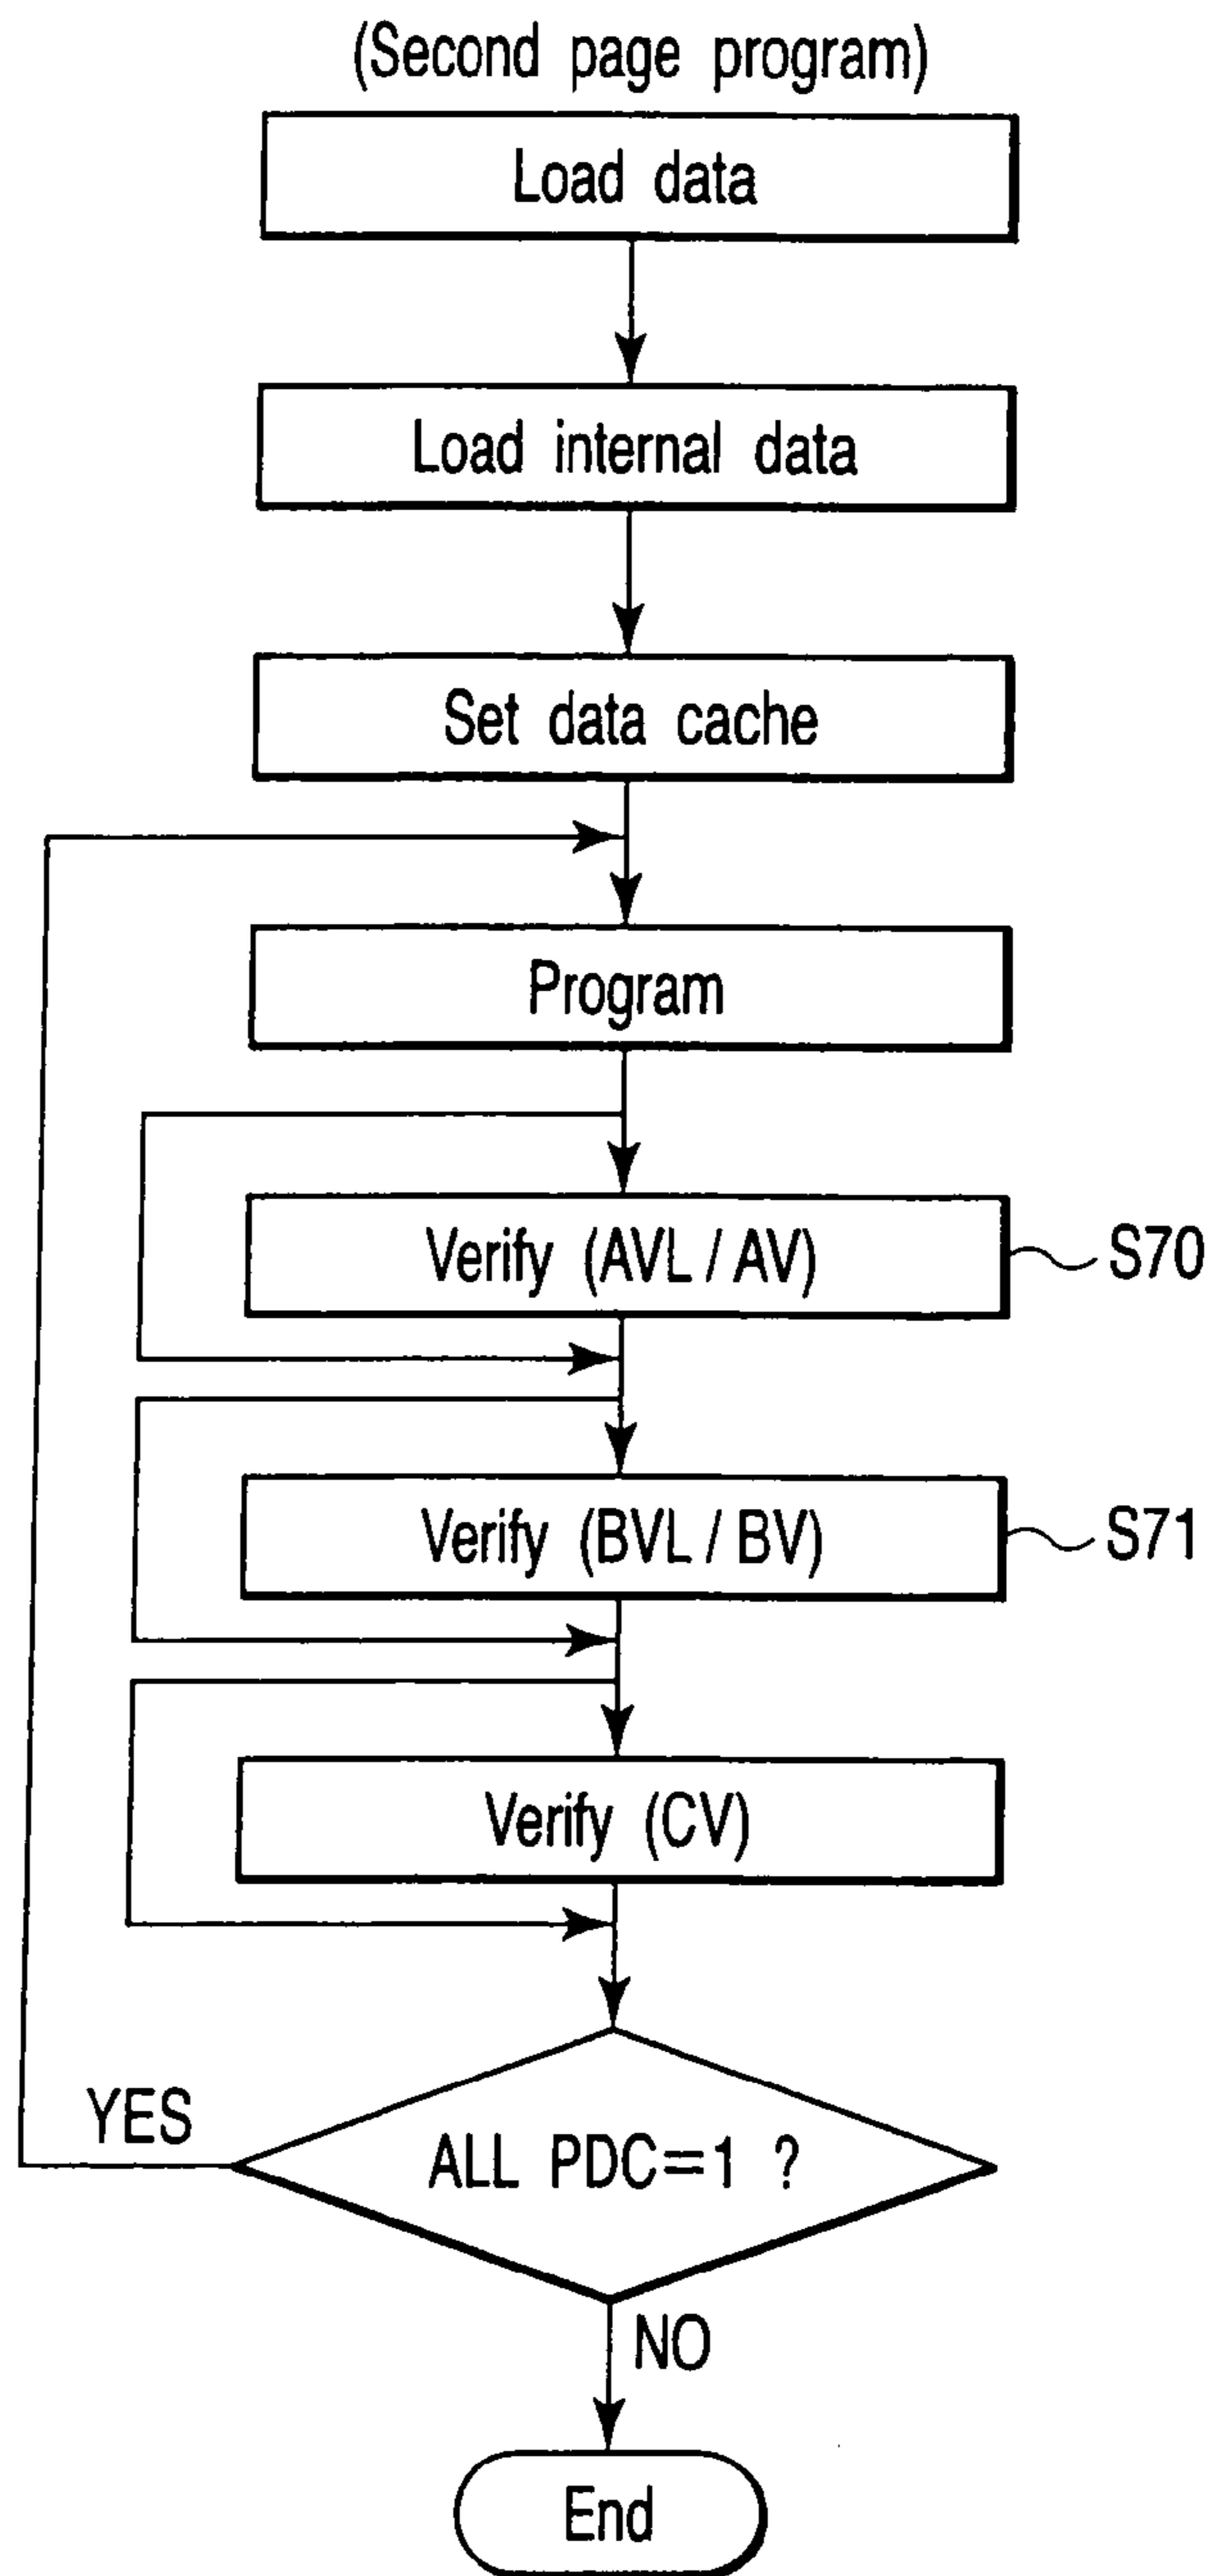 (Second page program)
Load data
Load internal data
Set data cache
Program
Verify (AVL / AV)
S70
Verify (BVL / BV)
S71
Verify (CV)
YES
ALL PDC=1 ?
NO
End